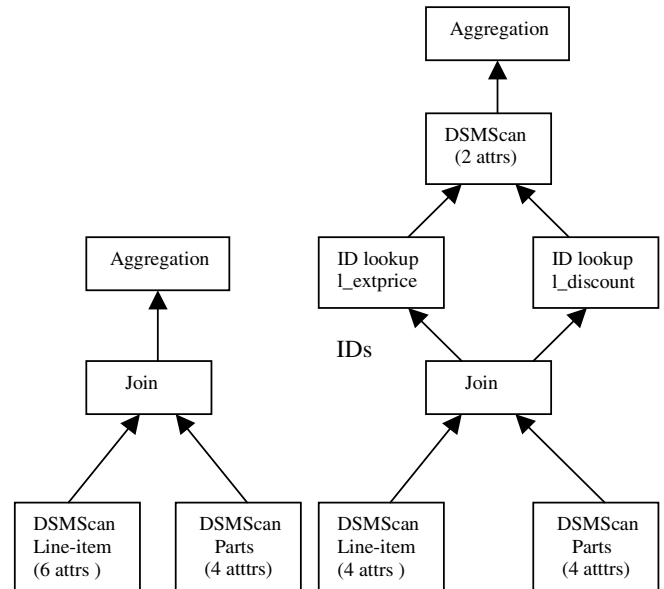 Aggregation
DSMScan
(2 attrs)
Aggregation
ID lookup
l_extprice
ID lookup
l_discount
IDs
Join
Join
DSMScan
Line-item
(6 attrs )
DSMScan
Parts
(4 atttrs)
DSMScan
Line-item
(4 attrs )
DSMScan
Parts
(4 atttrs)